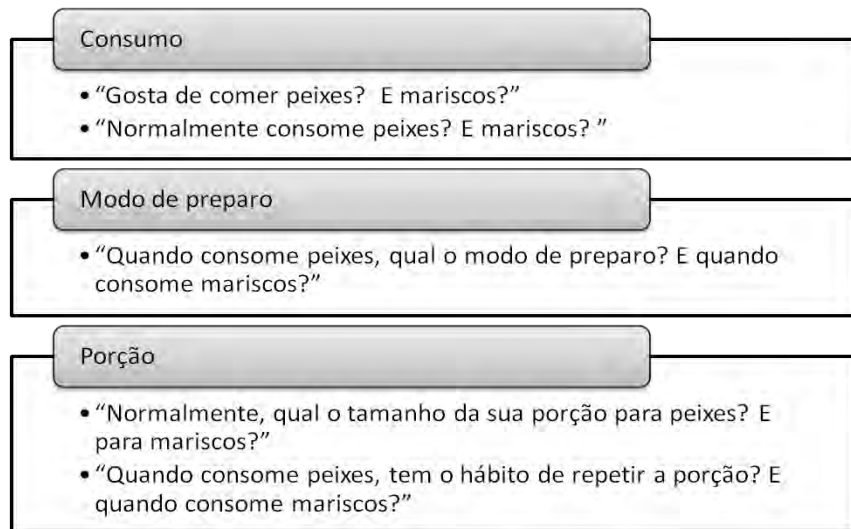 Consumo
• “Gosta de comer peixes? E mariscos?”
• “Normalmente consome peixes? E mariscos? ”
Modo de preparo
• “Quando consome peixes, qual o modo de preparo? E quando
consome mariscos?”
Porção
• “Normalmente, qual o tamanho da sua porção para peixes? E
para mariscos?”
• “Quando consome peixes, tem o hábito de repetir a porção? E
quando consome mariscos?”